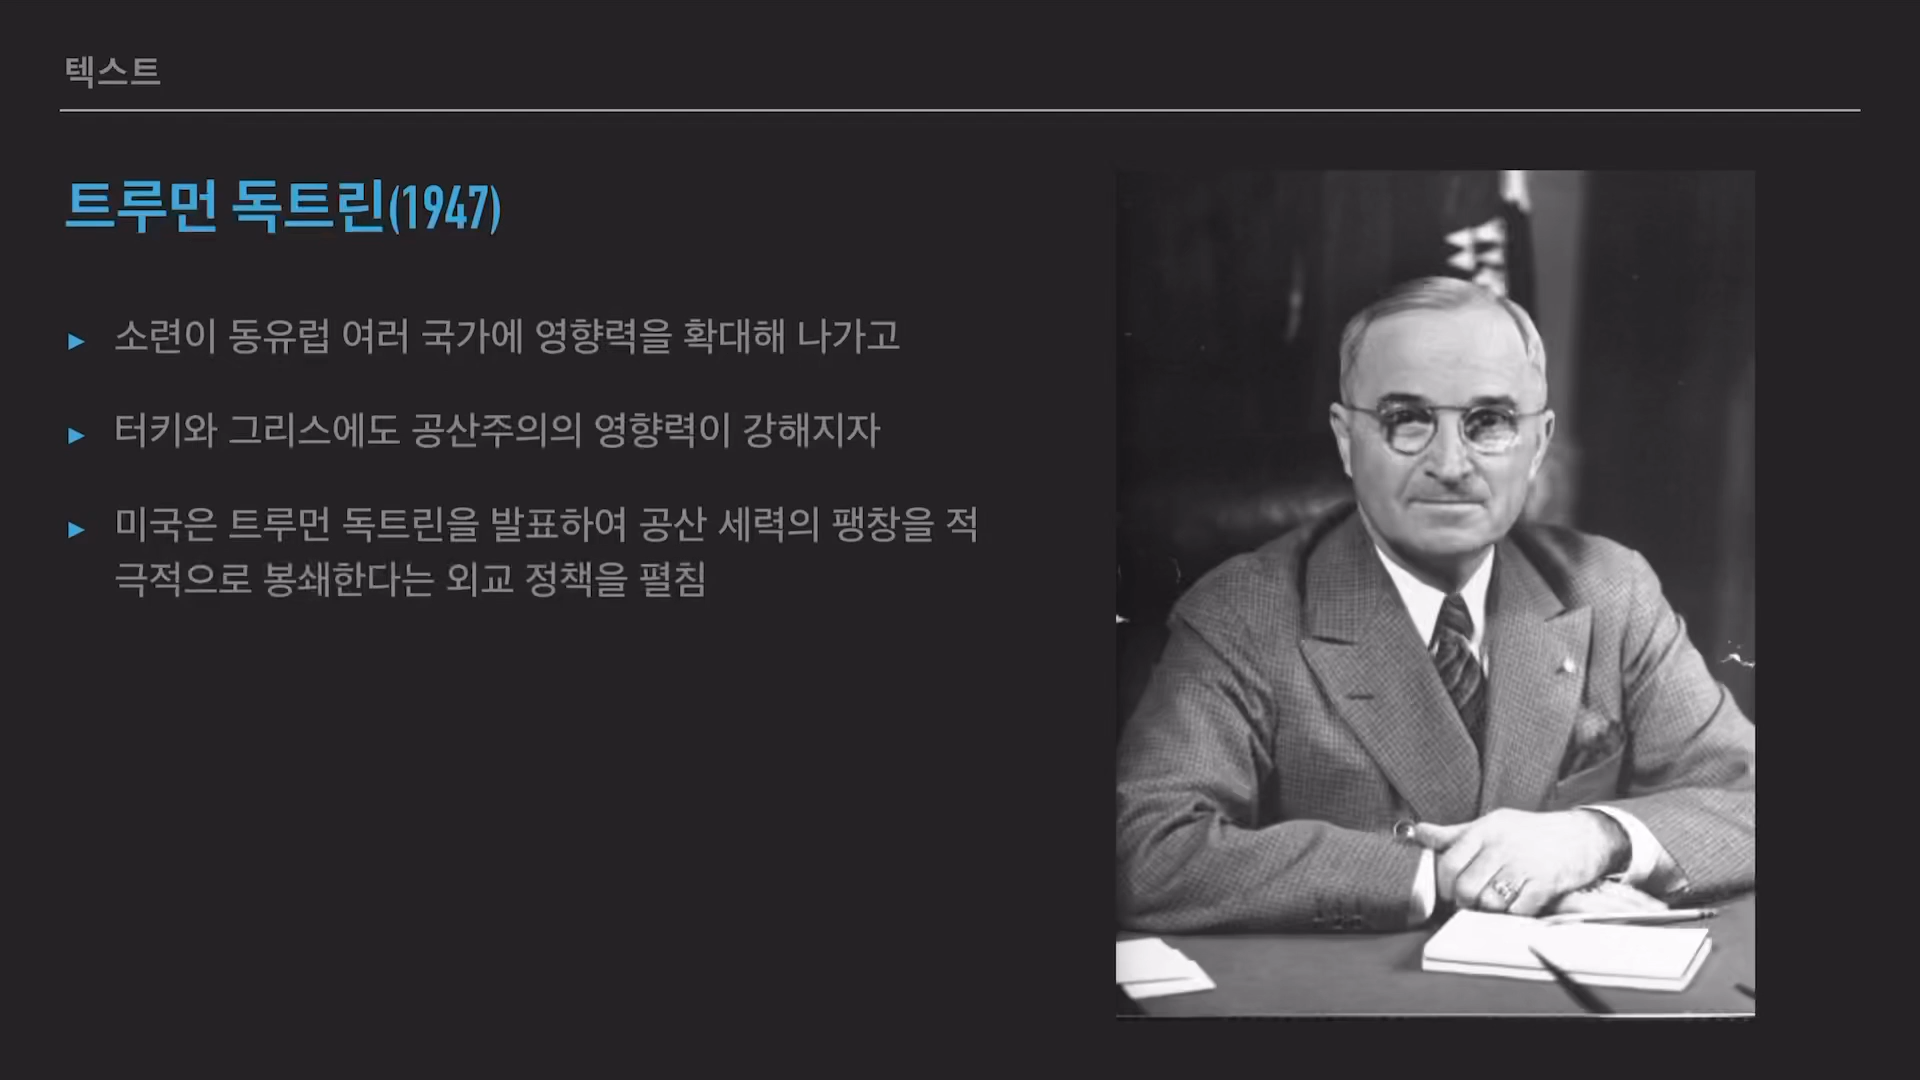 텍스트
트루먼 독트린(1947)
▸ 소련이 동유럽 여러 국가에 영향력을 확대해 나가고
▸ 터키와 그리스에도 공산주의의 영향력이 강해지자
▸ 미국은 트루먼 독트린을 발표하여 공산 세력의 팽창을 적
극적으로 봉쇄한다는 외교 정책을 펼침